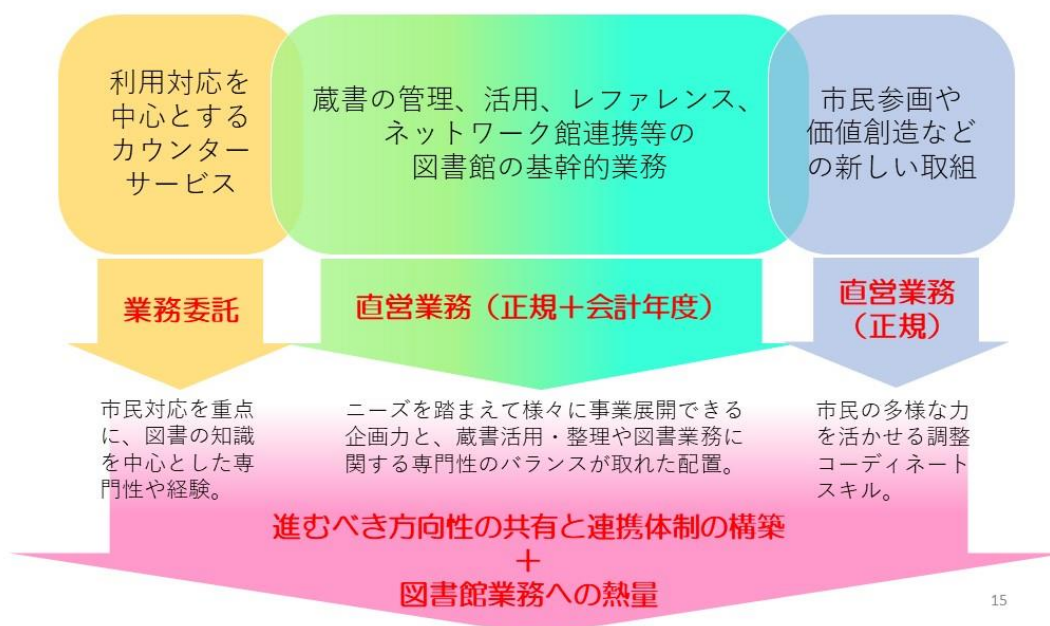 利用対応を
中心とする
カウンター
サービス
蔵書の管理、活用、レファレンス、
ネットワーク館連携等の
図書館の基幹的業務
市民参画や
価値創造など
の新しい取組
業務委託
直営業務（正規＋会計年度）
直営業務
（正規）
市民対応を重点
に、図書の知識
を中心とした専
門性や経験。
ニーズを踏まえて様々に事業展開できる
企画力と、蔵書活用・整理や図書業務に
関する専門性のバランスが取れた配置。
市民の多様な力
を活かせる調整
コーディネート
スキル。
進むべき方向性の共有と連携体制の構築
＋
図書館業務への熱量
15